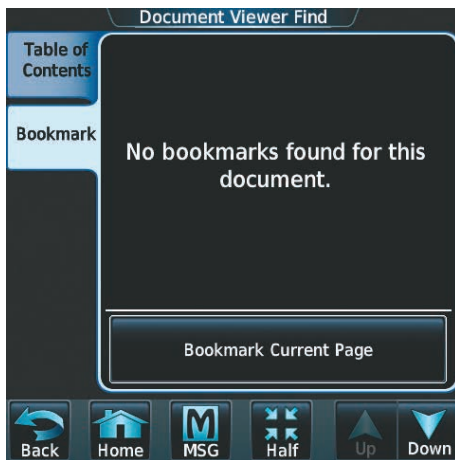 Document Viewer Find
Table of
Contents
Bookmark
No bookmarks found for this
document.
Bookmark Current Page
Back
Home
MSG
Half
Up
Down